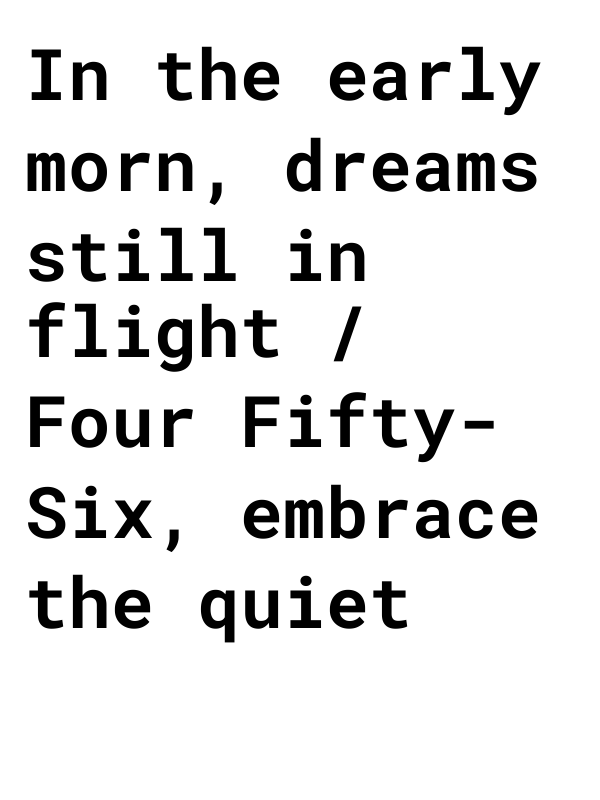 In the early
morn, dreams
still in
flight /
Four Fifty-
Six, embrace
the quiet